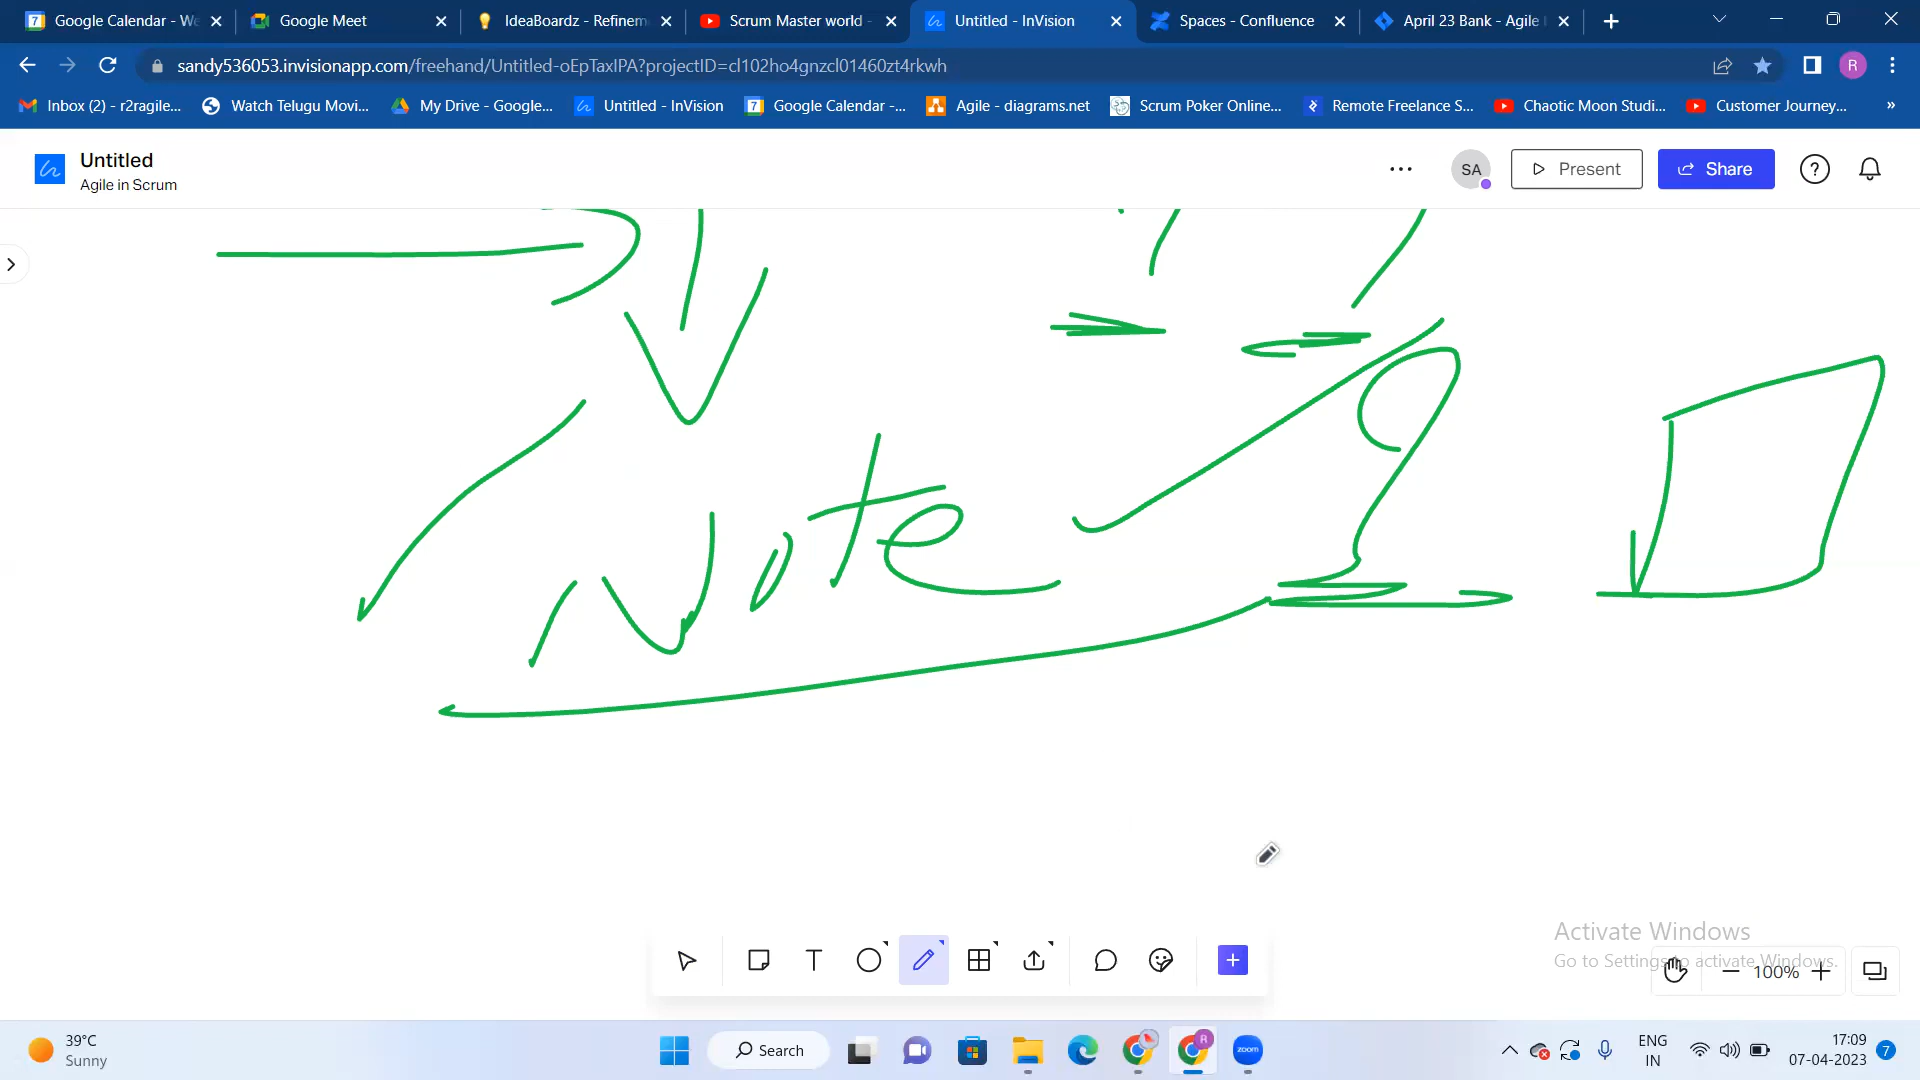 Google Calendar - We
Google Meet
IdeaBoardz - Refinem
Scrum Master world -
Untitled - InVision
Spaces - Confluence
April 23 Bank - Agile
sandy536053.invisionapp.com/freehand/Untitled-oEpTaxIPA?projectID=cl102ho4gnzcl01460zt4rkwh
R
Inbox (2) - r2ragile...
Watch Telugu Movi...
My Drive - Google...
Untitled - InVision
7
Google Calendar -...
Agile - diagrams.net
Scrum Poker Online...
Remote Freelance S...
Chaotic Moon Studi...
Customer Journey...
»
Untitled
Agile in Scrum
SA
Present
Share
?
Note
T
Activate Windows
Go to Settings to activate Windows.
100%
39°C
Sunny
Search
R
zoom
ENG
IN
17:09
07-04-2023
7